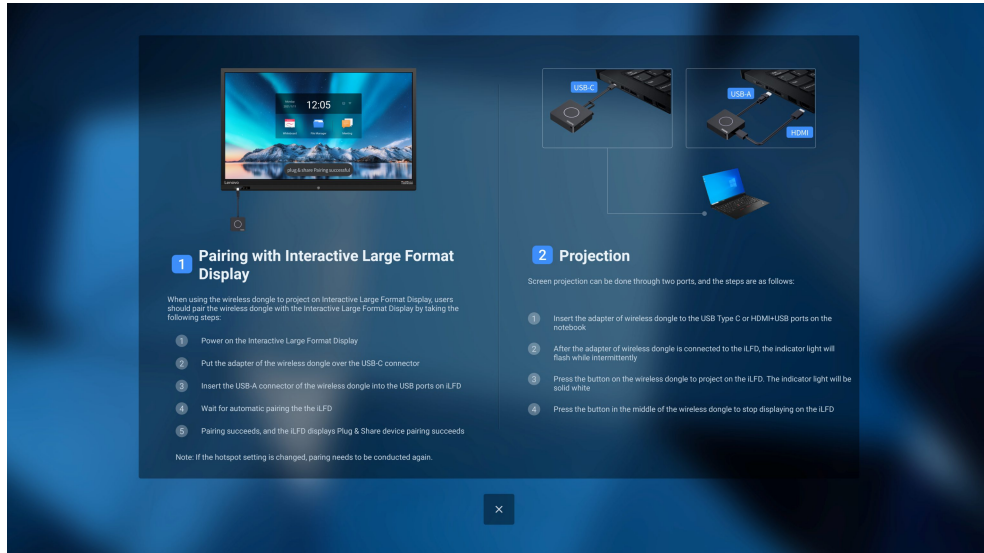 12:05
plug & share Pairing successful
Lenovo
USB-C
USB-A
HDMI
1
Pairing with Interactive Large Format
Display
When using the wireless dongle to project on Interactive Large Format Display, users
should pair the wireless dongle with the Interactive Large Format Display by taking the
following steps:
1 Power on the Interactive Large Format Display
2 Put the adapter of the wireless dongle over the USB-C connector
3 Insert the USB-A connector of the wireless dongle into the USB ports on iLFD
4 Wait for automatic pairing the the iLFD
5 Pairing succeeds, and the iLFD displays Plug & Share device pairing succeeds
Note: If the hotspot setting is changed, paring needs to be conducted again.
2 Projection
Screen projection can be done through two ports, and the steps are as follows:
1 Insert the adapter of wireless dongle to the USB Type C or HDMI+USB ports on the
notebook
2 After the adapter of wireless dongle is connected to the iLFD, the indicator light will
flash while intermittently
3 Press the button on the wireless dongle to project on the iLFD. The indicator light will be
solid white
4 Press the button in the middle of the wireless dongle to stop displaying on the iLFD